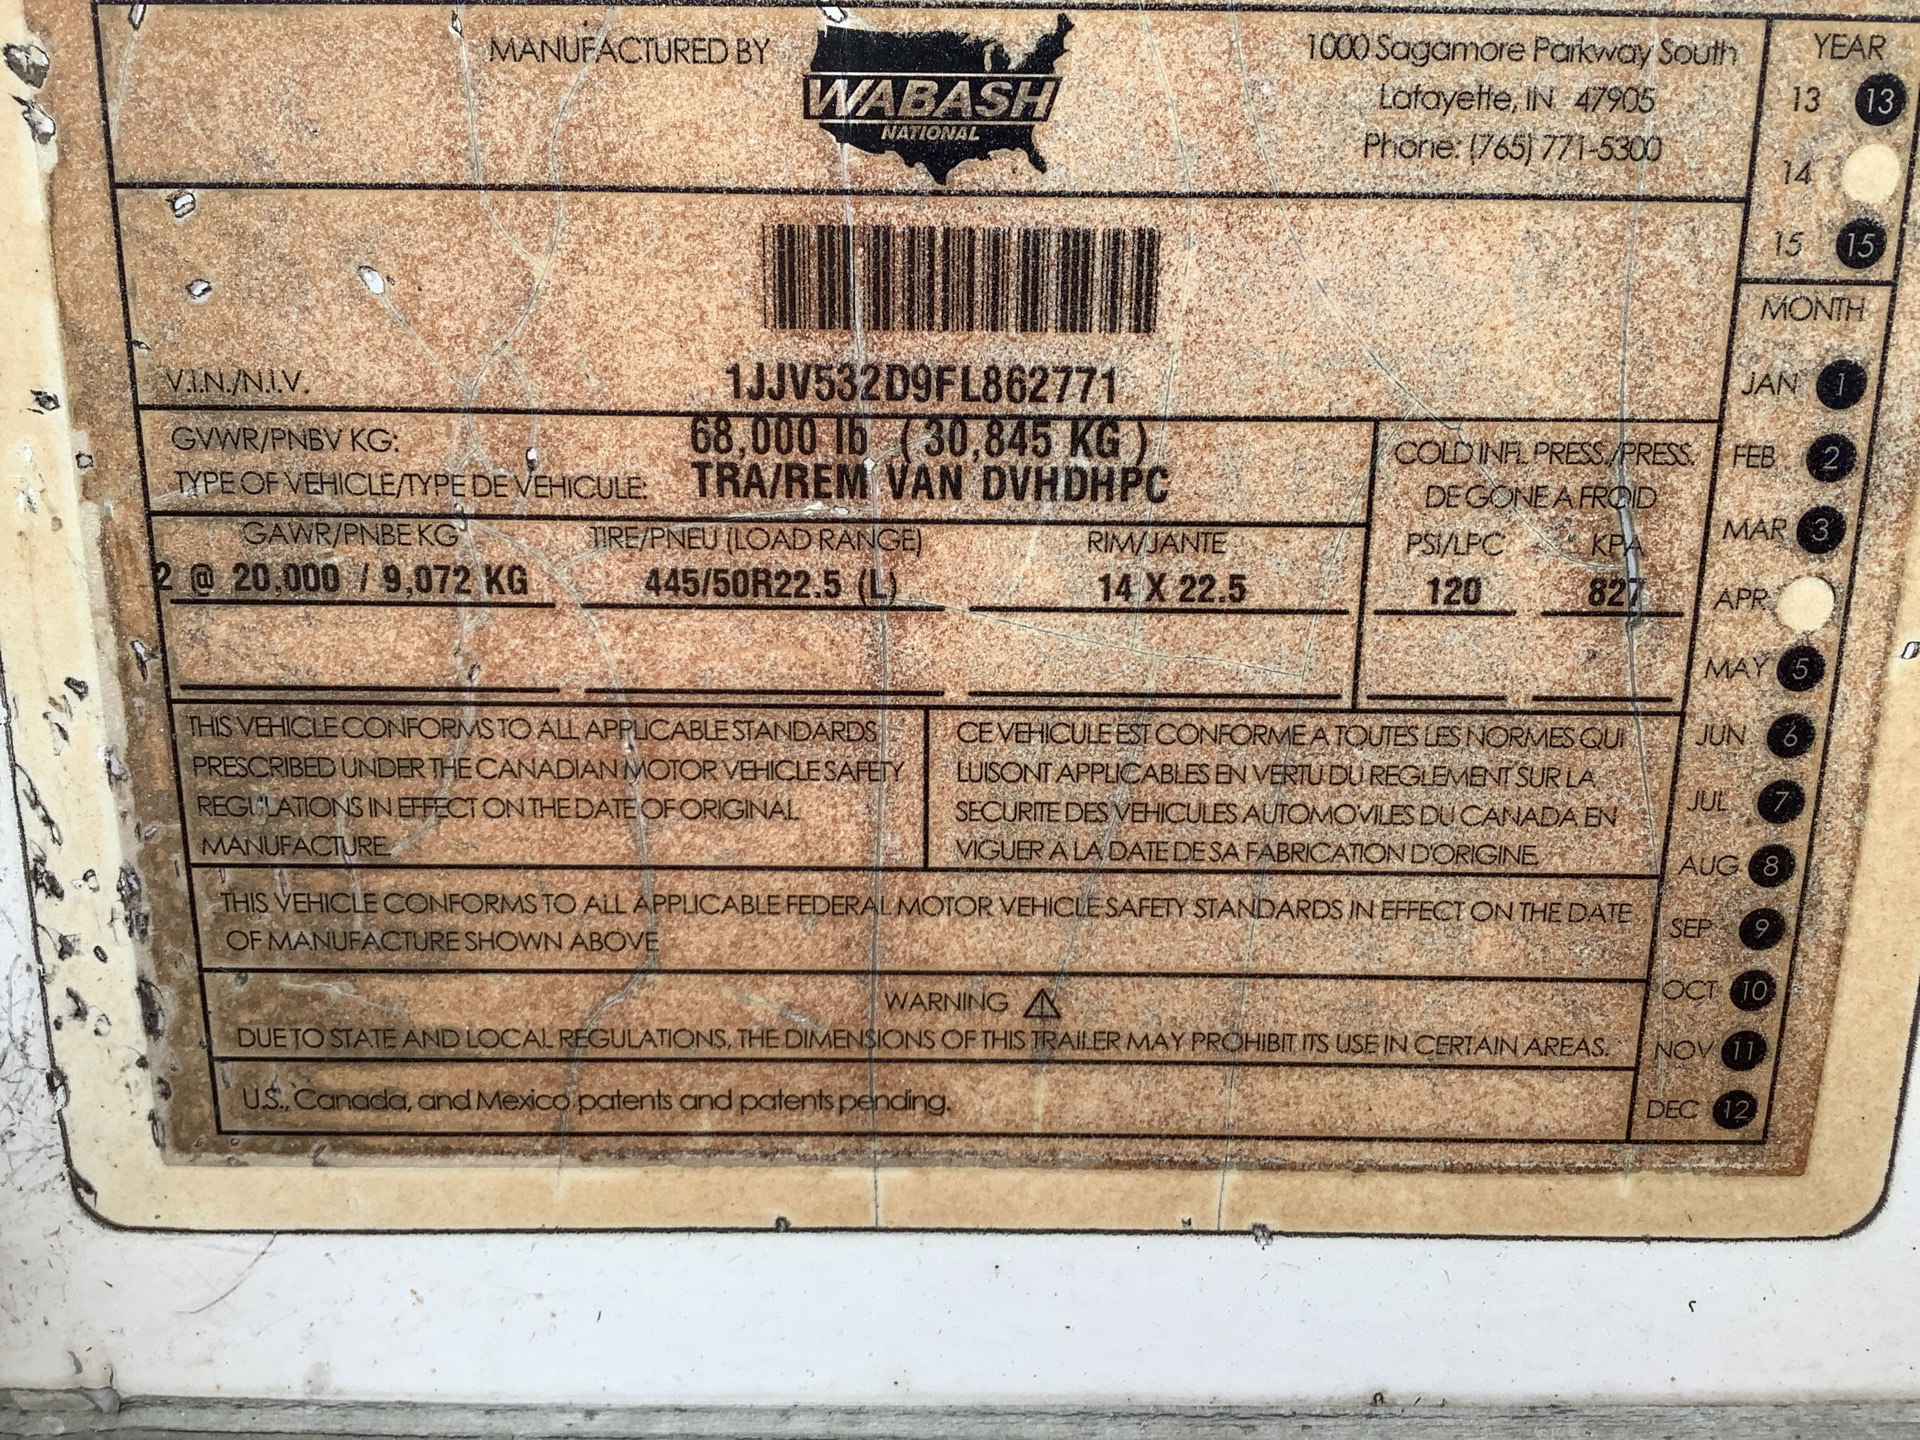 MANUFACTURED BY
WABASH
NATIONAL
1000 Sagamore Parkway South
Lafayette, IN 47905
Phone: (765) 771-5300
YEAR
13 13
14
15 15
V.I.N./N.I.V. 1JJV532D9FL862771
GVWR/PNBV KG: 68,000 lb (30,845 KG)
TYPE OF VEHICLE/TYPE DE VEHICULE: TRA/REM VAN DVHDHPC
COLD INFL. PRESS./PRESS.
DE GONE A FROID
GAWR/PNBE KG TIRE/PNEU (LOAD RANGE) RIM/JANTE PSI/LPC KPA
2 @ 20,000 / 9,072 KG 445/50R22.5 (L) 14 X 22.5 120 827
THIS VEHICLE CONFORMS TO ALL APPLICABLE STANDARDS
PRESCRIBED UNDER THE CANADIAN MOTOR VEHICLE SAFETY
REGULATIONS IN EFFECT ON THE DATE OF ORIGINAL
MANUFACTURE.
CE VEHICULE EST CONFORME A TOUTES LES NORMES QUI
LUISONT APPLICABLES EN VERTU DU REGLEMENT SUR LA
SECURITE DES VEHICULES AUTOMOVILES DU CANADA EN
VIGUER A LA DATE DE SA FABRICATION D'ORIGINE.
THIS VEHICLE CONFORMS TO ALL APPLICABLE FEDERAL MOTOR VEHICLE SAFETY STANDARDS IN EFFECT ON THE DATE
OF MANUFACTURE SHOWN ABOVE
WARNING
DUE TO STATE AND LOCAL REGULATIONS, THE DIMENSIONS OF THIS TRAILER MAY PROHIBIT ITS USE IN CERTAIN AREAS.
U.S., Canada, and Mexico patents and patents pending.
MONTH
JAN 1
FEB 2
MAR 3
APR
MAY 5
JUN 6
JUL 7
AUG 8
SEP 9
OCT 10
NOV 11
DEC 12